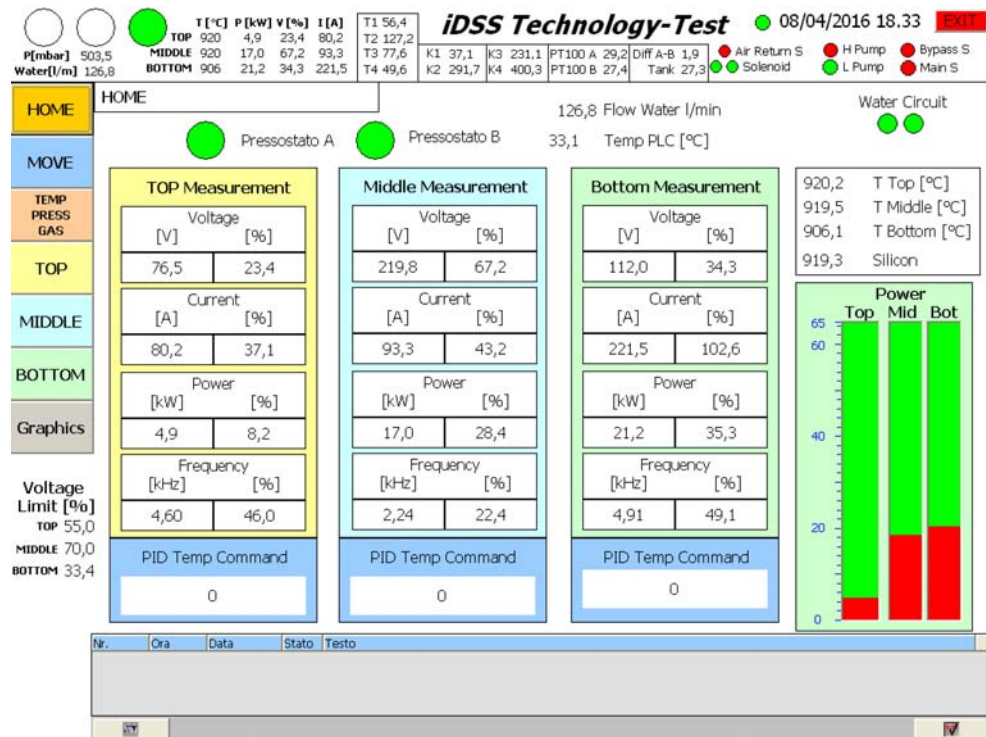 T [°C] P [kW] V [%] I [A]
TOP 920 4,9 23,4 80,2
MIDDLE 920 17,0 67,2 93,3
BOTTOM 906 21,2 34,3 221,5
P[mbar] 503,5
Water[l/m] 126,8
T1 56,4
T2 127,2
T3 77,6
T4 49,6
iDSS Technology-Test
08/04/2016 18.33
EXIT
K1 37,1 K3 231,1 PT100 A 29,2 Diff A-B 1,9
K2 291,7 K4 400,3 PT100 B 27,4 Tank 27,3
Air Return S
Solenoid
H Pump
L Pump
Bypass S
Main S
HOME
MOVE
TEMP
PRESS
GAS
TOP
MIDDLE
BOTTOM
Graphics
Voltage
Limit [%]
TOP 55,0
MIDDLE 70,0
BOTTOM 33,4
HOME
Pressostato A
Pressostato B
126,8 Flow Water l/min
33,1 Temp PLC [°C]
Water Circuit
TOP Measurement
Voltage
[V] [%]
76,5 23,4
Current
[A] [%]
80,2 37,1
Power
[kW] [%]
4,9 8,2
Frequency
[kHz] [%]
4,60 46,0
PID Temp Command
0
Middle Measurement
Voltage
[V] [%]
219,8 67,2
Current
[A] [%]
93,3 43,2
Power
[kW] [%]
17,0 28,4
Frequency
[kHz] [%]
2,24 22,4
PID Temp Command
0
Bottom Measurement
Voltage
[V] [%]
112,0 34,3
Current
[A] [%]
221,5 102,6
Power
[kW] [%]
21,2 35,3
Frequency
[kHz] [%]
4,91 49,1
PID Temp Command
0
920,2 T Top [°C]
919,5 T Middle [°C]
906,1 T Bottom [°C]
919,3 Silicon
Power
Top Mid Bot
65
60
40
20
0
Nr. Ora Data Stato Testo